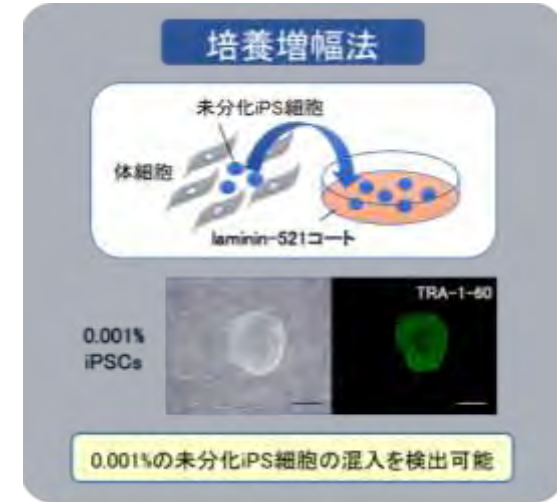 培養増幅法
未分化iPS細胞
体細胞
laminin-521コート
TRA-1-60
0.001%
iPSCs
0.001%の未分化iPS細胞の混入を検出可能